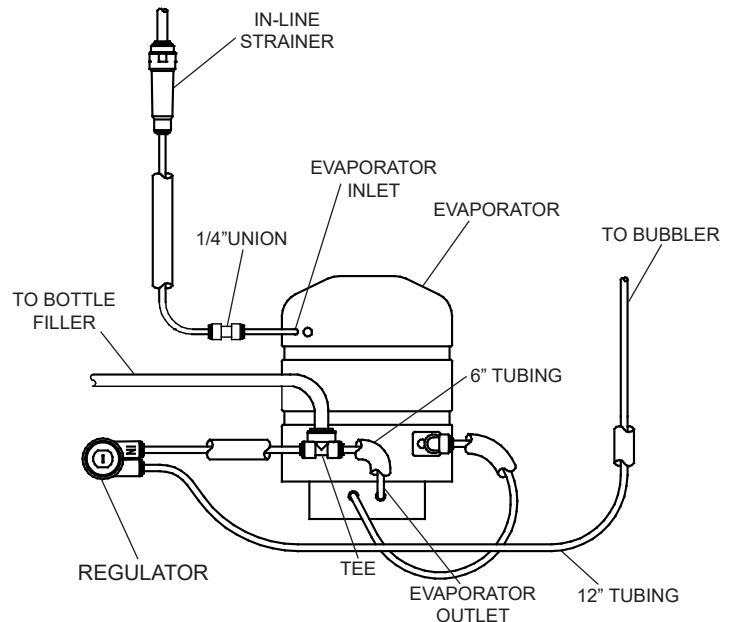 IN-LINE
STRAINER
EVAPORATOR
INLET
EVAPORATOR
1/4”UNION
TO BUBBLER
TO BOTTLE
FILLER
6” TUBING
IN
REGULATOR
TEE
EVAPORATOR
OUTLET
12” TUBING